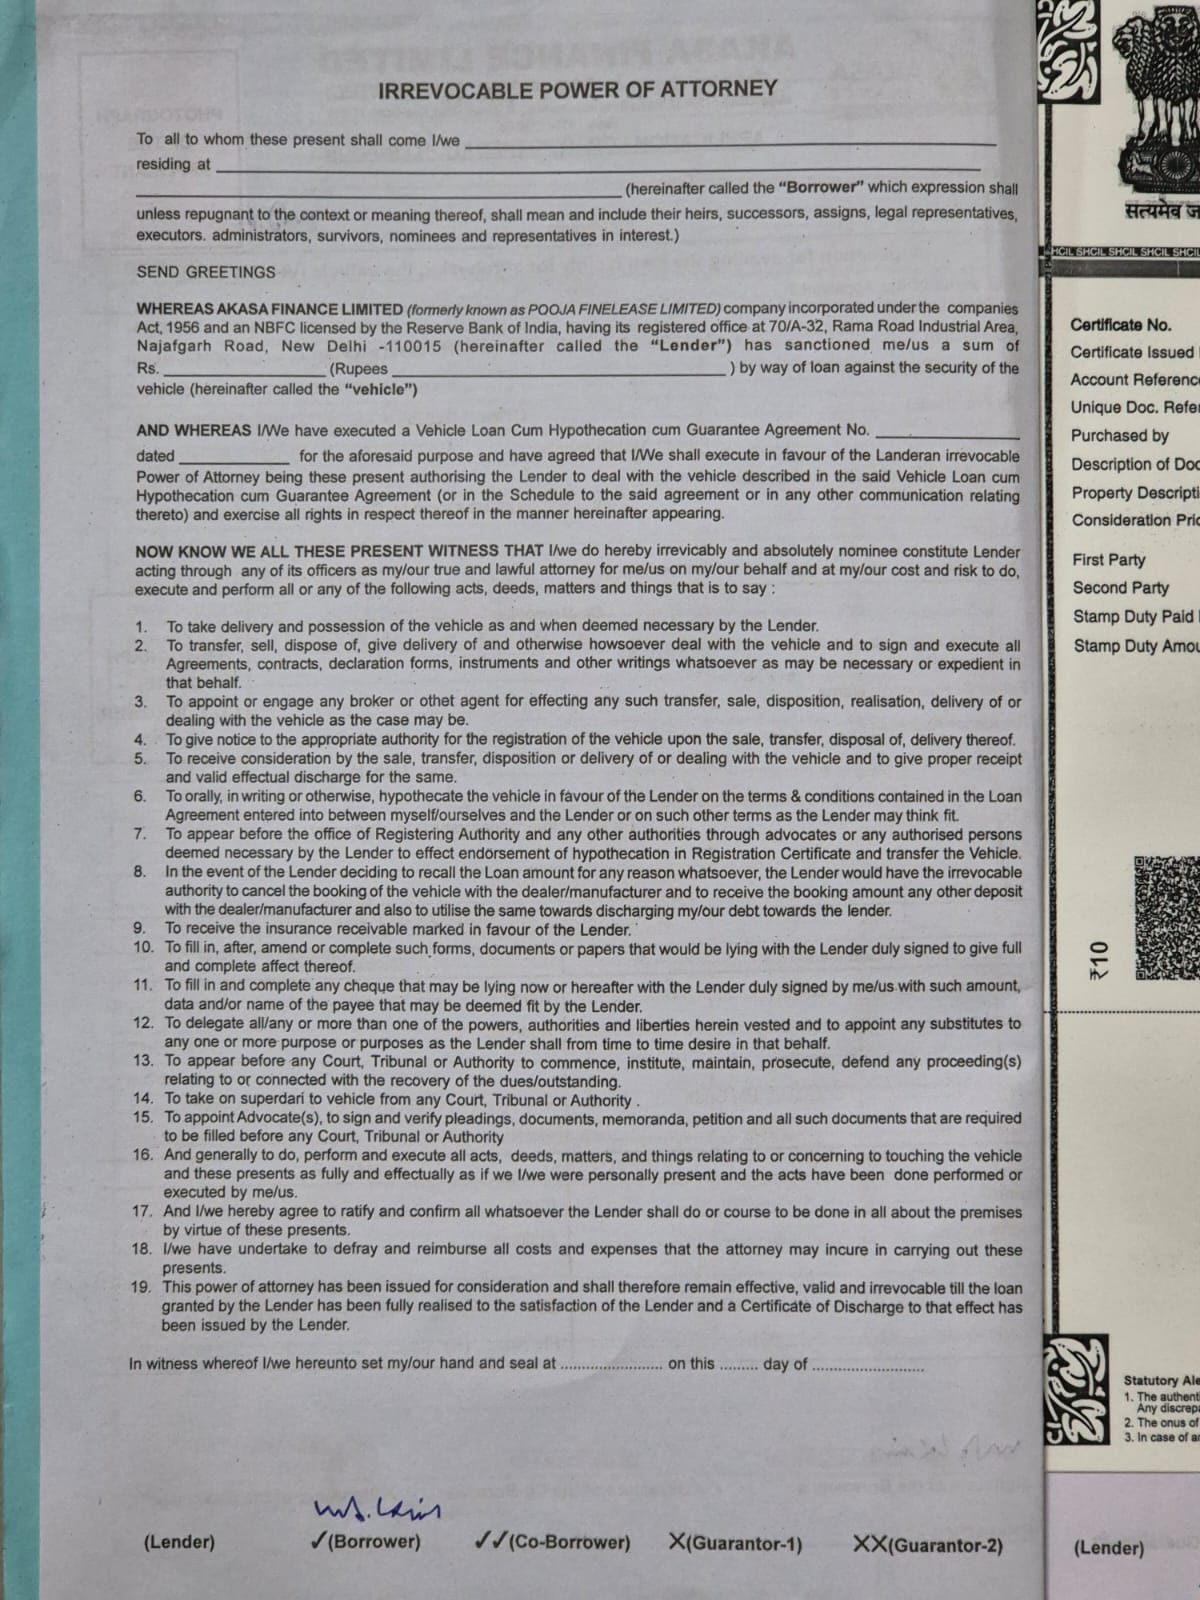 IRREVOCABLE POWER OF ATTORNEY
To all to whom these present shall come I/we
residing at
(hereinafter called the “Borrower” which expression shall
unless repugnant to the context or meaning thereof, shall mean and include their heirs, successors, assigns, legal representatives,
executors. administrators, survivors, nominees and representatives in interest.)
SEND GREETINGS
WHEREAS AKASA FINANCE LIMITED (formerly known as POOJA FINELEASE LIMITED) company incorporated under the companies
Act, 1956 and an NBFC licensed by the Reserve Bank of India, having its registered office at 70/A-32, Rama Road Industrial Area,
Najafgarh Road, New Delhi -110015 (hereinafter called the “Lender”) has sanctioned me/us a sum of
Rs. (Rupees ) by way of loan against the security of the
vehicle (hereinafter called the “vehicle”)
AND WHEREAS I/We have executed a Vehicle Loan Cum Hypothecation cum Guarantee Agreement No.
dated for the aforesaid purpose and have agreed that I/We shall execute in favour of the Landeran irrevocable
Power of Attorney being these present authorising the Lender to deal with the vehicle described in the said Vehicle Loan cum
Hypothecation cum Guarantee Agreement (or in the Schedule to the said agreement or in any other communication relating
thereto) and exercise all rights in respect thereof in the manner hereinafter appearing.
NOW KNOW WE ALL THESE PRESENT WITNESS THAT I/we do hereby irrevicably and absolutely nominee constitute Lender
acting through any of its officers as my/our true and lawful attorney for me/us on my/our behalf and at my/our cost and risk to do,
execute and perform all or any of the following acts, deeds, matters and things that is to say :
1. To take delivery and possession of the vehicle as and when deemed necessary by the Lender.
2. To transfer, sell, dispose of, give delivery of and otherwise howsoever deal with the vehicle and to sign and execute all
Agreements, contracts, declaration forms, instruments and other writings whatsoever as may be necessary or expedient in
that behalf.
3. To appoint or engage any broker or othet agent for effecting any such transfer, sale, disposition, realisation, delivery of or
dealing with the vehicle as the case may be.
4. To give notice to the appropriate authority for the registration of the vehicle upon the sale, transfer, disposal of, delivery thereof.
5. To receive consideration by the sale, transfer, disposition or delivery of or dealing with the vehicle and to give proper receipt
and valid effectual discharge for the same.
6. To orally, in writing or otherwise, hypothecate the vehicle in favour of the Lender on the terms & conditions contained in the Loan
Agreement entered into between myself/ourselves and the Lender or on such other terms as the Lender may think fit.
7. To appear before the office of Registering Authority and any other authorities through advocates or any authorised persons
deemed necessary by the Lender to effect endorsement of hypothecation in Registration Certificate and transfer the Vehicle.
8. In the event of the Lender deciding to recall the Loan amount for any reason whatsoever, the Lender would have the irrevocable
authority to cancel the booking of the vehicle with the dealer/manufacturer and to receive the booking amount any other deposit
with the dealer/manufacturer and also to utilise the same towards discharging my/our debt towards the lender.
9. To receive the insurance receivable marked in favour of the Lender.
10. To fill in, after, amend or complete such forms, documents or papers that would be lying with the Lender duly signed to give full
and complete affect thereof.
11. To fill in and complete any cheque that may be lying now or hereafter with the Lender duly signed by me/us with such amount,
data and/or name of the payee that may be deemed fit by the Lender.
12. To delegate all/any or more than one of the powers, authorities and liberties herein vested and to appoint any substitutes to
any one or more purpose or purposes as the Lender shall from time to time desire in that behalf.
13. To appear before any Court, Tribunal or Authority to commence, institute, maintain, prosecute, defend any proceeding(s)
relating to or connected with the recovery of the dues/outstanding.
14. To take on superdari to vehicle from any Court, Tribunal or Authority .
15. To appoint Advocate(s), to sign and verify pleadings, documents, memoranda, petition and all such documents that are required
to be filled before any Court, Tribunal or Authority
16. And generally to do, perform and execute all acts, deeds, matters, and things relating to or concerning to touching the vehicle
and these presents as fully and effectually as if we I/we were personally present and the acts have been done performed or
executed by me/us.
17. And I/we hereby agree to ratify and confirm all whatsoever the Lender shall do or course to be done in all about the premises
by virtue of these presents.
18. I/we have undertake to defray and reimburse all costs and expenses that the attorney may incure in carrying out these
presents.
19. This power of attorney has been issued for consideration and shall therefore remain effective, valid and irrevocable till the loan
granted by the Lender has been fully realised to the satisfaction of the Lender and a Certificate of Discharge to that effect has
been issued by the Lender.
In witness whereof I/we hereunto set my/our hand and seal at ........................ on this ......... day of ..........................
(Lender) ✓(Borrower) ✓✓(Co-Borrower) X(Guarantor-1) XX(Guarantor-2)
सत्यमेव
SHCIL SHCIL SHCIL
Certificate No.
Certificate Issued
Account
Unique Doc.
Purchased by
Description of
Property
Consideration
First Party
Second Party
Stamp Duty Paid
Stamp Duty
₹10
Statutory
1. The
Any
2. The onus of
3. In case of
(Lender)